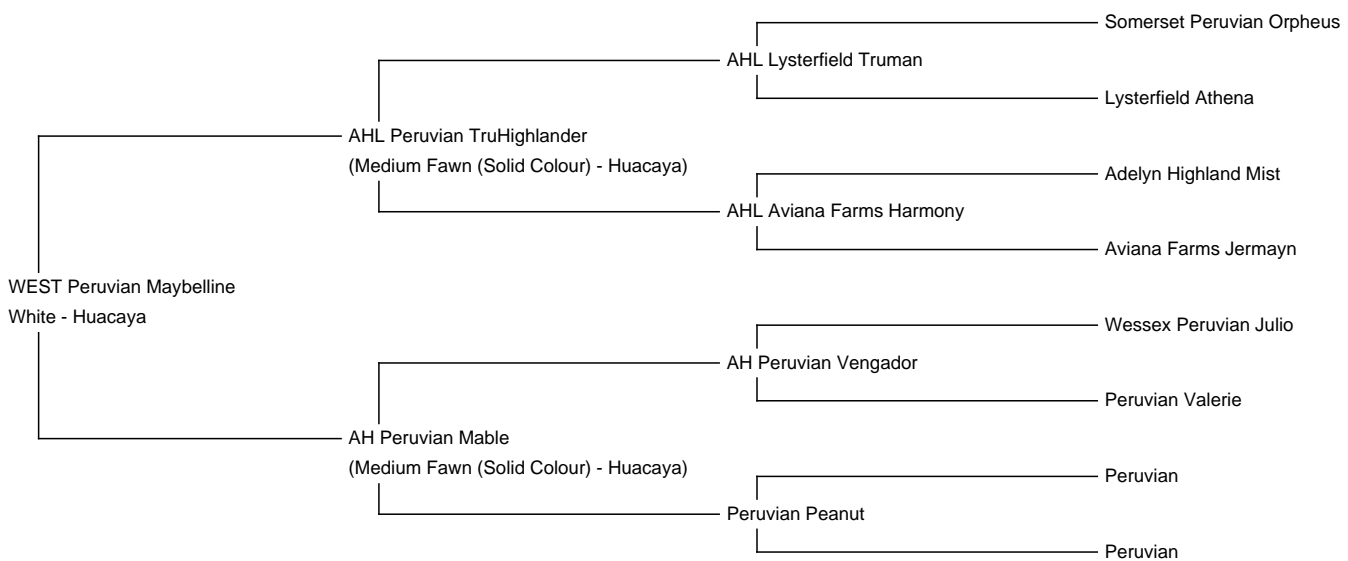 Somerset Peruvian Orpheus
AHL Lysterfield Truman
Lysterfield Athena
AHL Peruvian TruHighlander
(Medium Fawn (Solid Colour) - Huacaya)
Adelyn Highland Mist
AHL Aviana Farms Harmony
Aviana Farms Jermayn
WEST Peruvian Maybelline
White - Huacaya
Wessex Peruvian Julio
AH Peruvian Vengador
Peruvian Valerie
AH Peruvian Mable
(Medium Fawn (Solid Colour) - Huacaya)
Peruvian
Peruvian Peanut
Peruvian